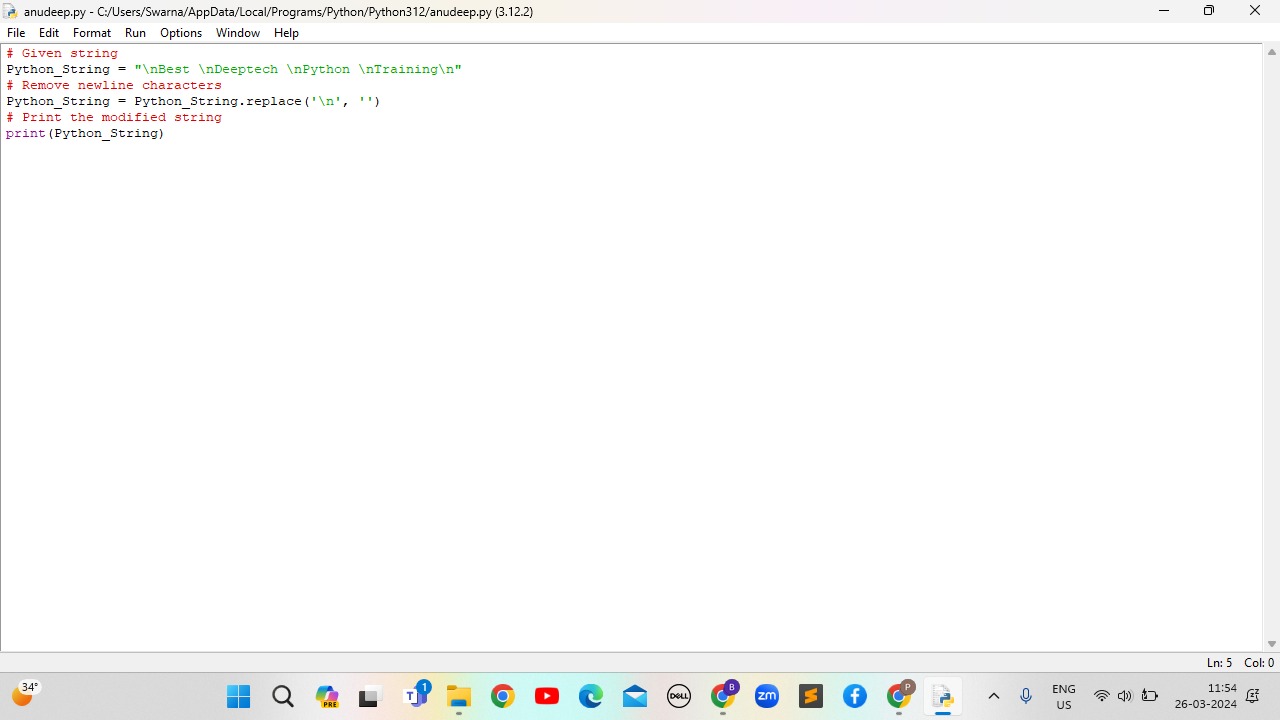 anudeep.py - C:/Users/Swarna/AppData/Local/Programs/Python/Python312/anudeep.py (3.12.2)
File Edit Format Run Options Window Help
# Given string
Python_String = "\nBest \nDeeptech \nPython \nTraining\n"
# Remove newline characters
Python_String = Python_String.replace('\n', '')
# Print the modified string
print(Python_String)
Ln: 5 Col: 0
34°
PRE
T 1
DELL
B
zm
P
ENG
US
11:54
26-03-2024